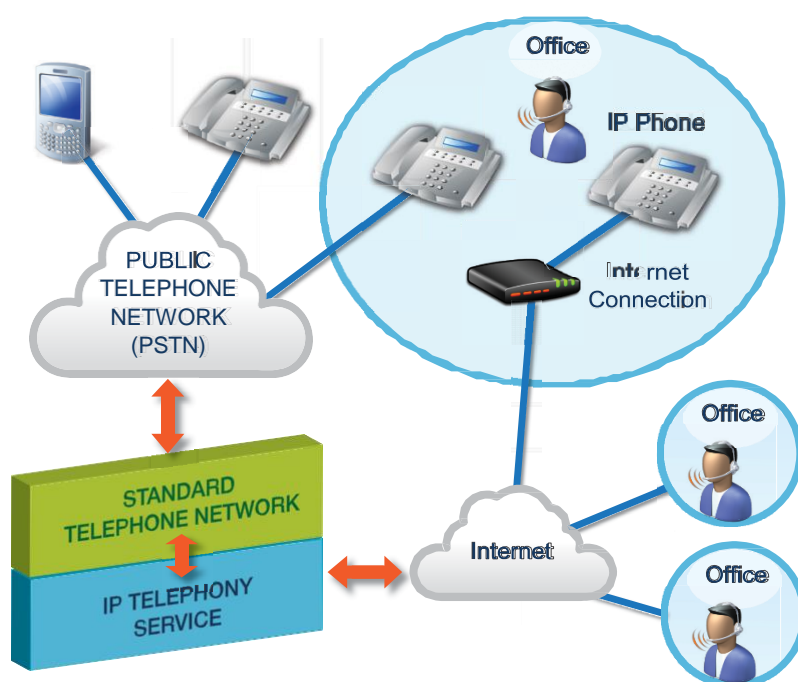 Office
IP Phone
Internet
Connection
PUBLIC
TELEPHONE
NETWORK
(PSTN)
Office
STANDARD
TELEPHONE NETWORK
Internet
IP TELEPHONY
SERVICE
Office